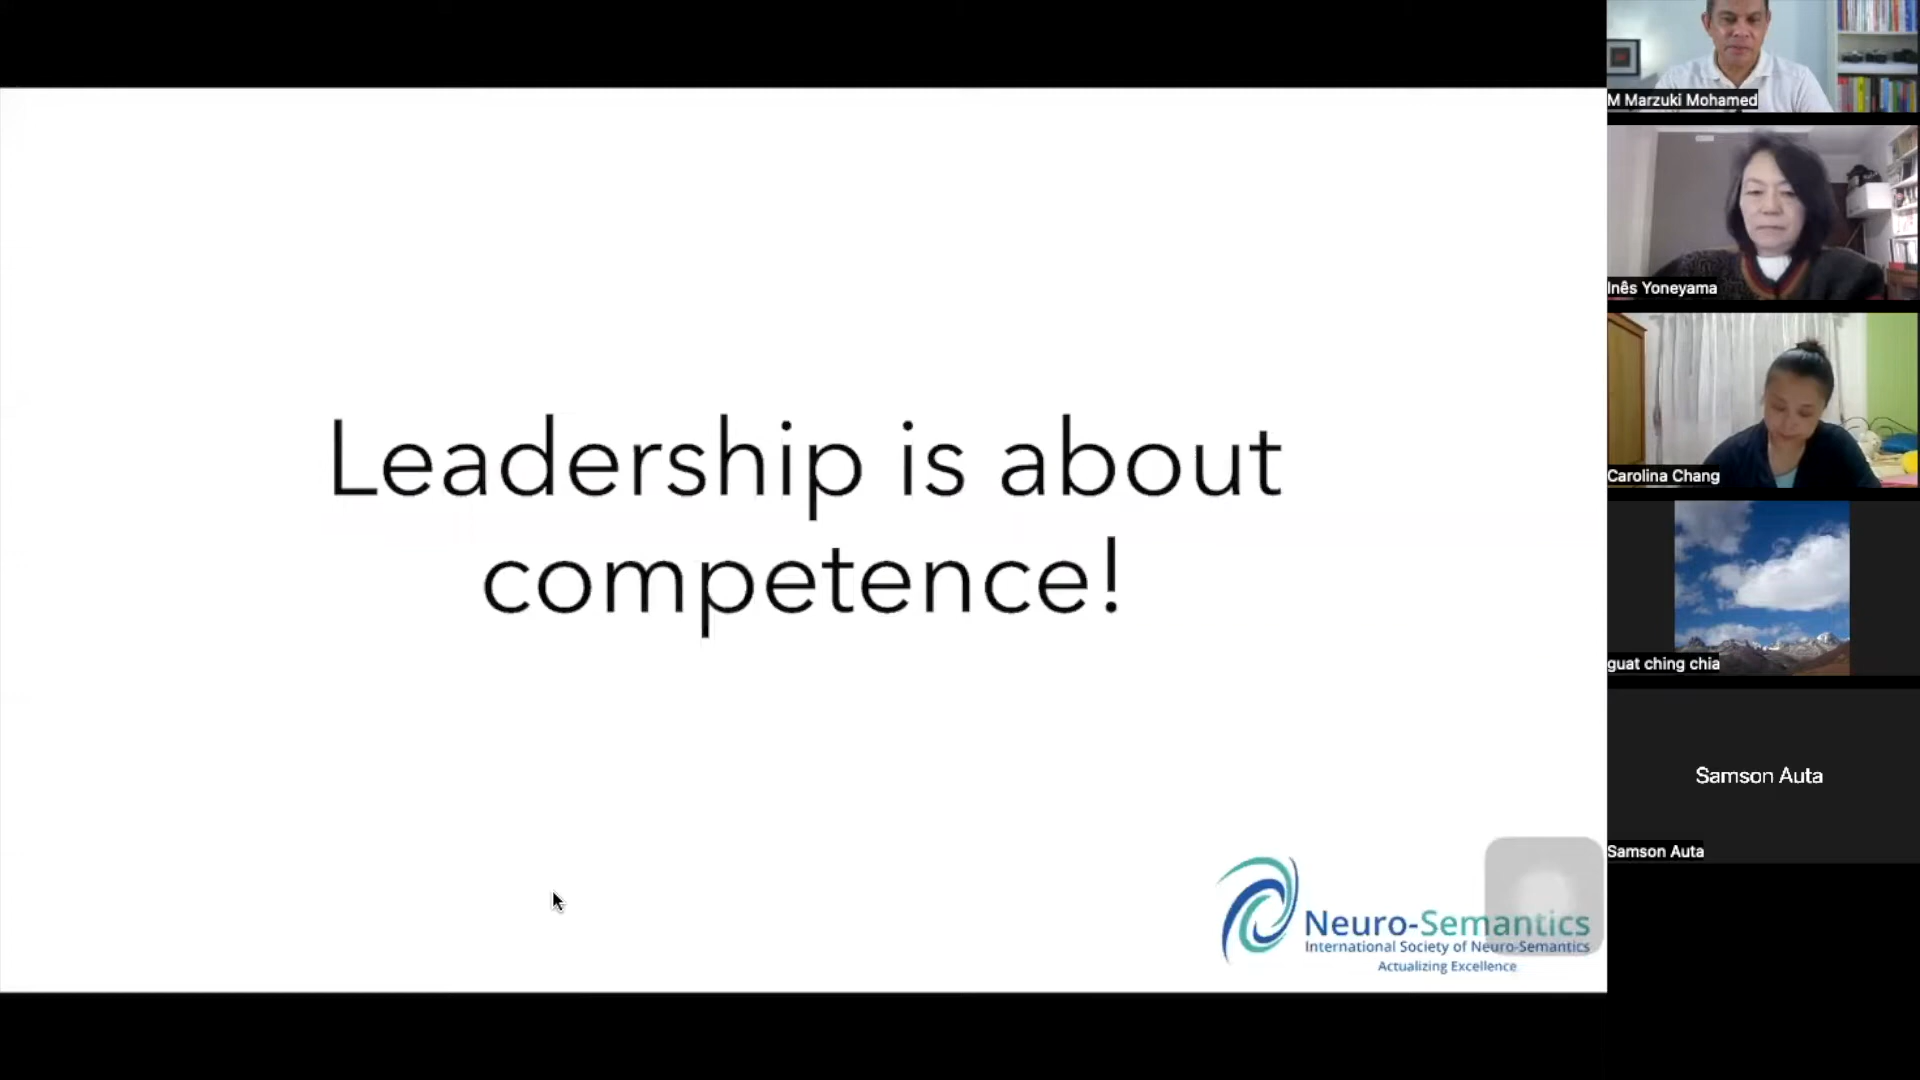 Leadership is about
competence!
Neuro-Semantics
International Society of Neuro-Semantics
Actualizing Excellence
M Marzuki Mohamed
Inês Yoneyama
Carolina Chang
guat ching chia
Samson Auta
Samson Auta